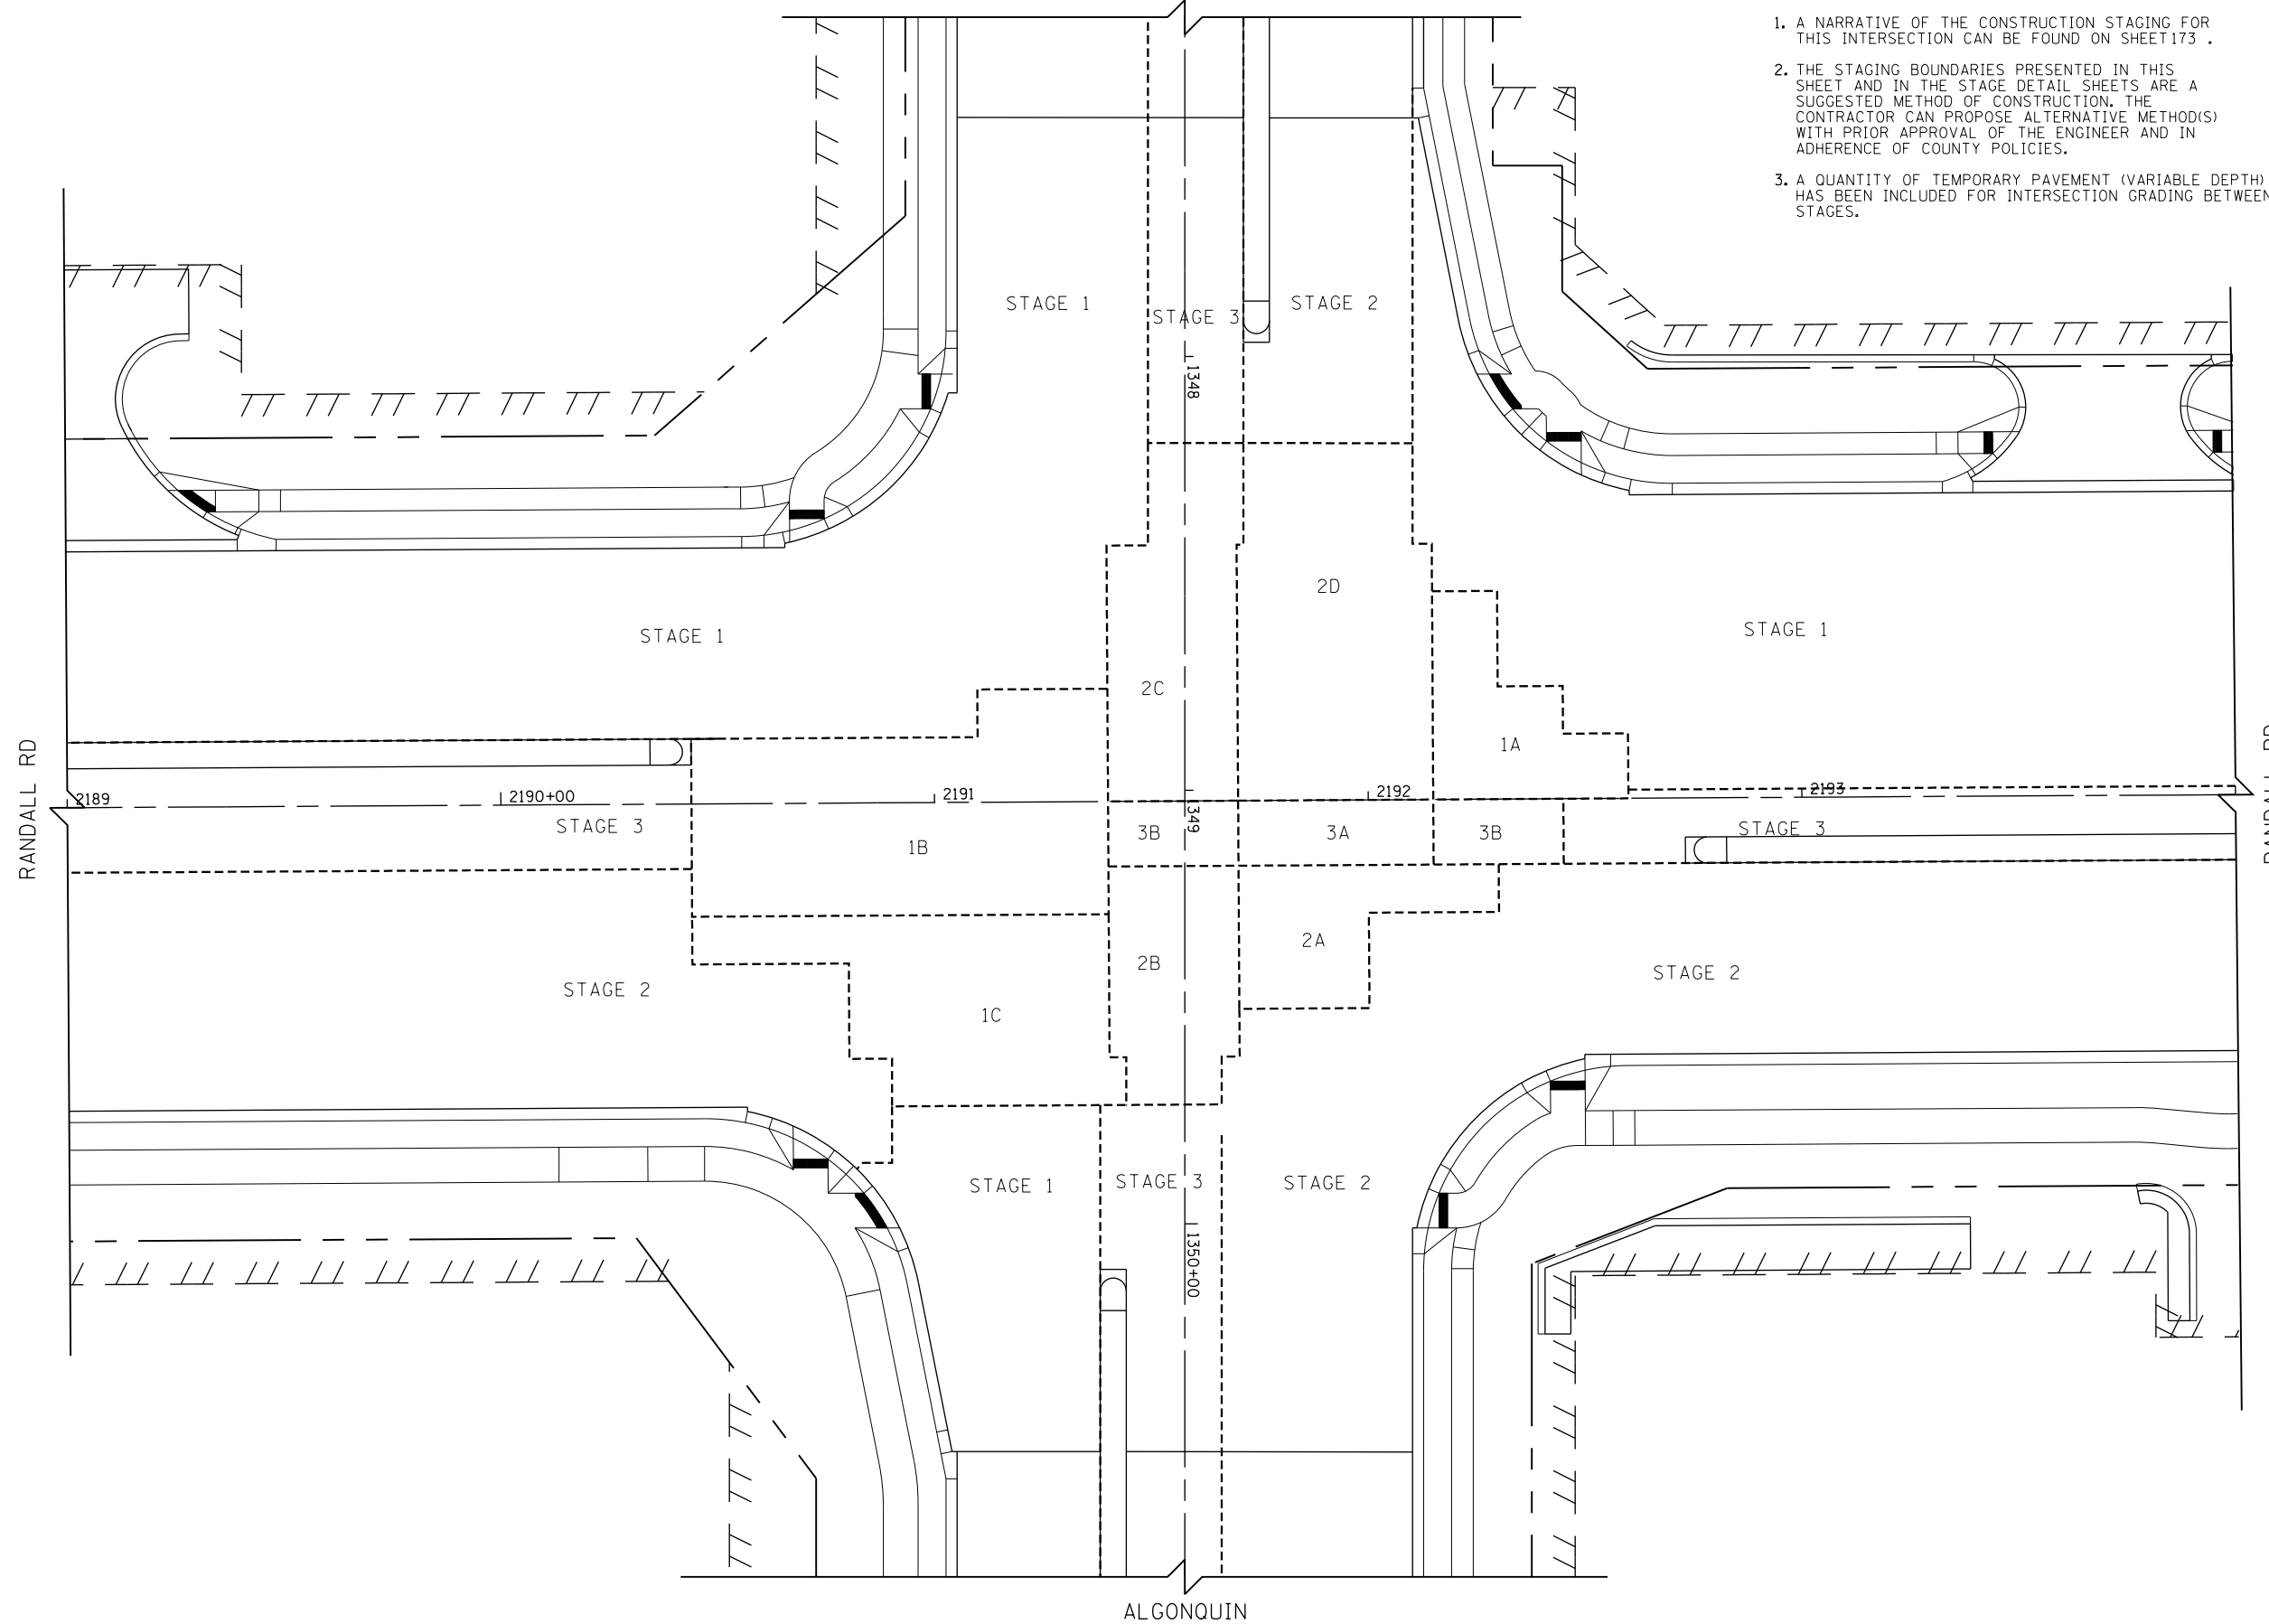 1. A NARRATIVE OF THE CONSTRUCTION STAGING FOR
THIS INTERSECTION CAN BE FOUND ON SHEET 173 .
2. THE STAGING BOUNDARIES PRESENTED IN THIS
SHEET AND IN THE STAGE DETAIL SHEETS ARE A
SUGGESTED METHOD OF CONSTRUCTION. THE
CONTRACTOR CAN PROPOSE ALTERNATIVE METHOD(S)
WITH PRIOR APPROVAL OF THE ENGINEER AND IN
ADHERENCE OF COUNTY POLICIES.
3. A QUANTITY OF TEMPORARY PAVEMENT (VARIABLE DEPTH)
HAS BEEN INCLUDED FOR INTERSECTION GRADING BETWEEN
STAGES.
STAGE 1
STAGE 3
STAGE 2
1348
2D
STAGE 1
STAGE 1
2C
1A
RANDALL RD
2189
2190+00
2191
2192
2193
STAGE 3
1B
3B
1349
3A
3B
STAGE 3
RANDALL RD
2A
2B
STAGE 2
STAGE 2
1C
STAGE 1
STAGE 3
STAGE 2
1350+00
ALGONQUIN